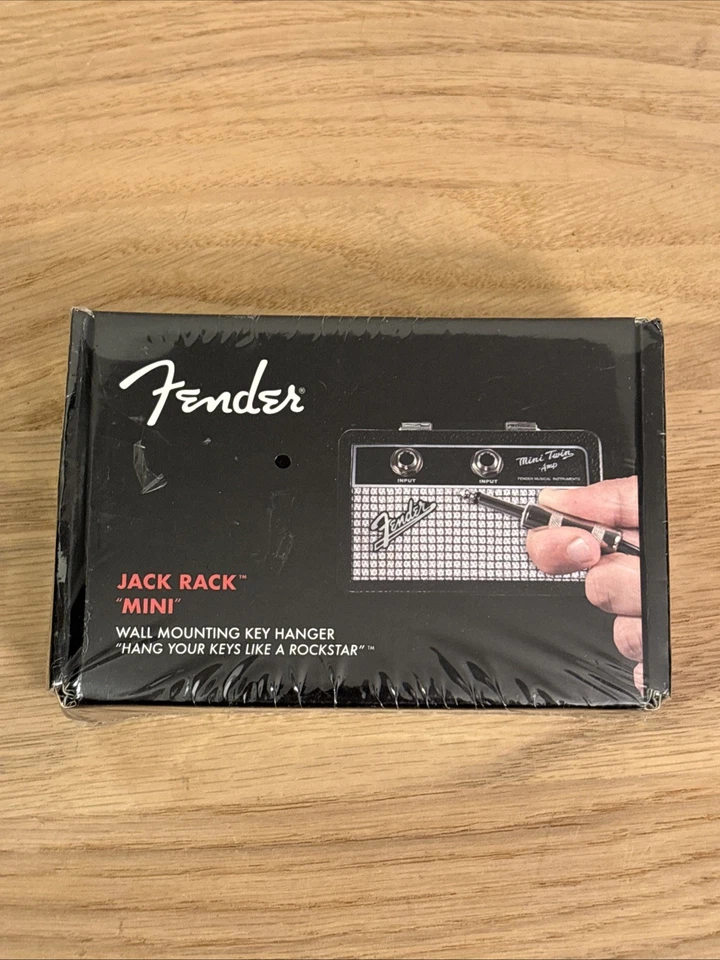 Fender®
Mini Twin
Amp
INPUT
INPUT
FENDER MUSICAL INSTRUMENTS
Fender
JACK RACK™
"MINI"
WALL MOUNTING KEY HANGER
"HANG YOUR KEYS LIKE A ROCKSTAR"™